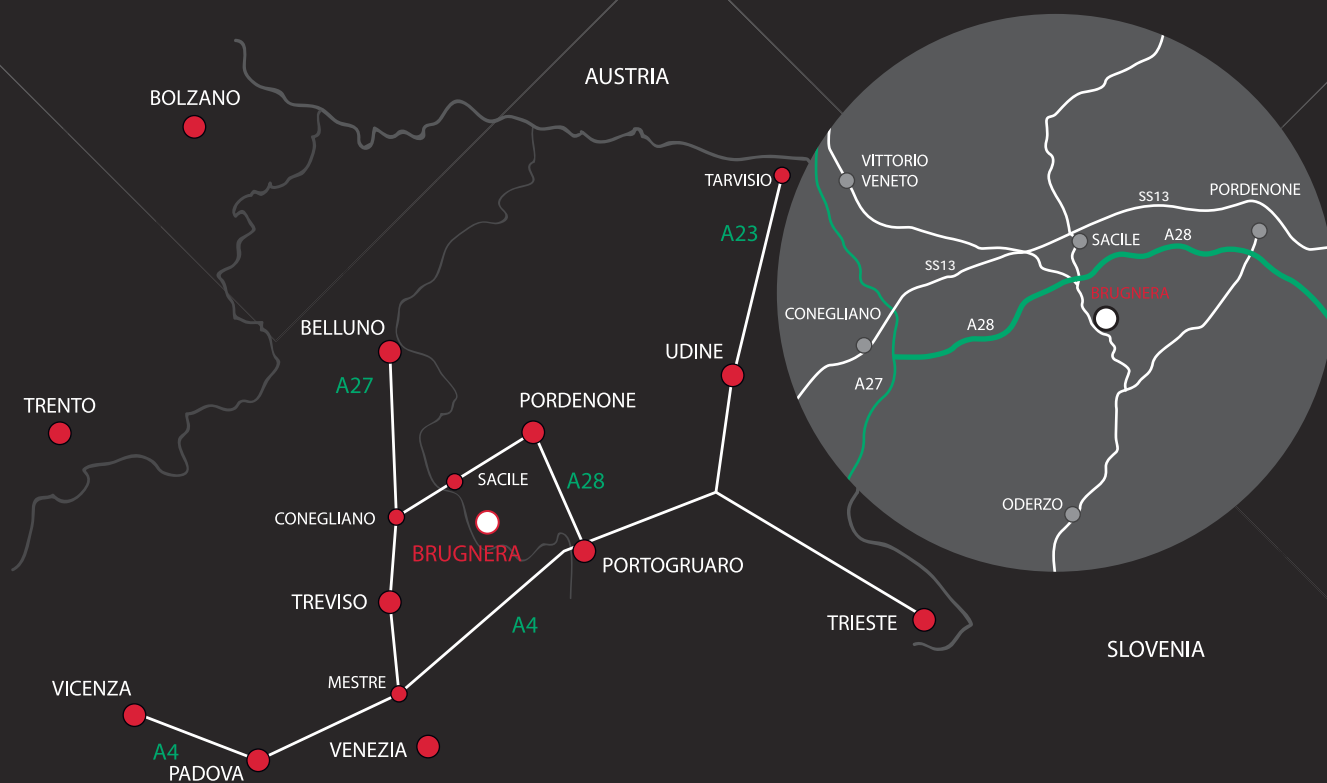 AUSTRIA
BOLZANO
TARVISIO
A23
BELLUNO
A27
UDINE
TRENTO
PORDENONE
SACILE
A28
CONEGLIANO
BRUGNERA
PORTOGRUARO
TREVISO
A4
TRIESTE
SLOVENIA
MESTRE
VICENZA
A4
VENEZIA
PADOVA
VITTORIO
VENETO
SS13
PORDENONE
SACILE
A28
SS13
BRUGNERA
CONEGLIANO
A28
A27
ODERZO